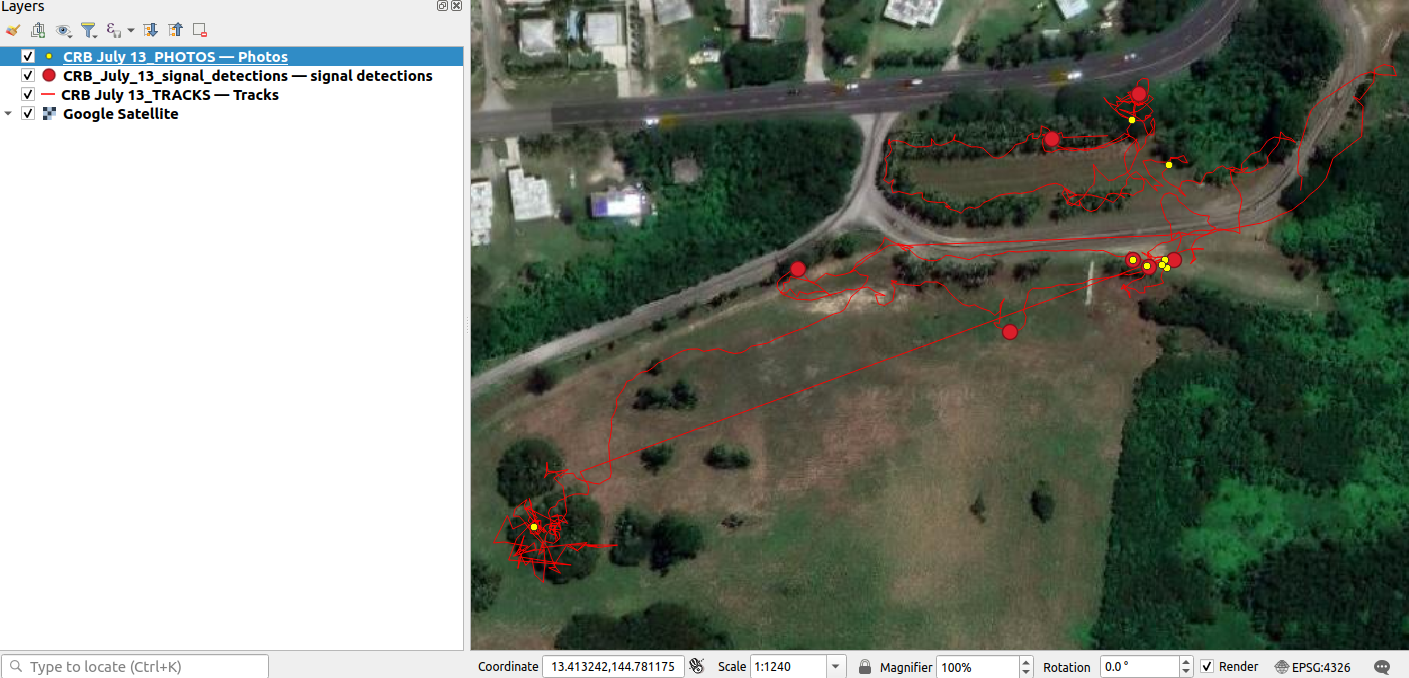 Layers
CRB July 13_PHOTOS — Photos
CRB_July_13_signal_detections — signal detections
CRB July 13_TRACKS — Tracks
Google Satellite
Type to locate (Ctrl+K)
Coordinate 13.413242,144.781175 Scale 1:1240 Magnifier 100% Rotation 0.0 ° Render EPSG:4326